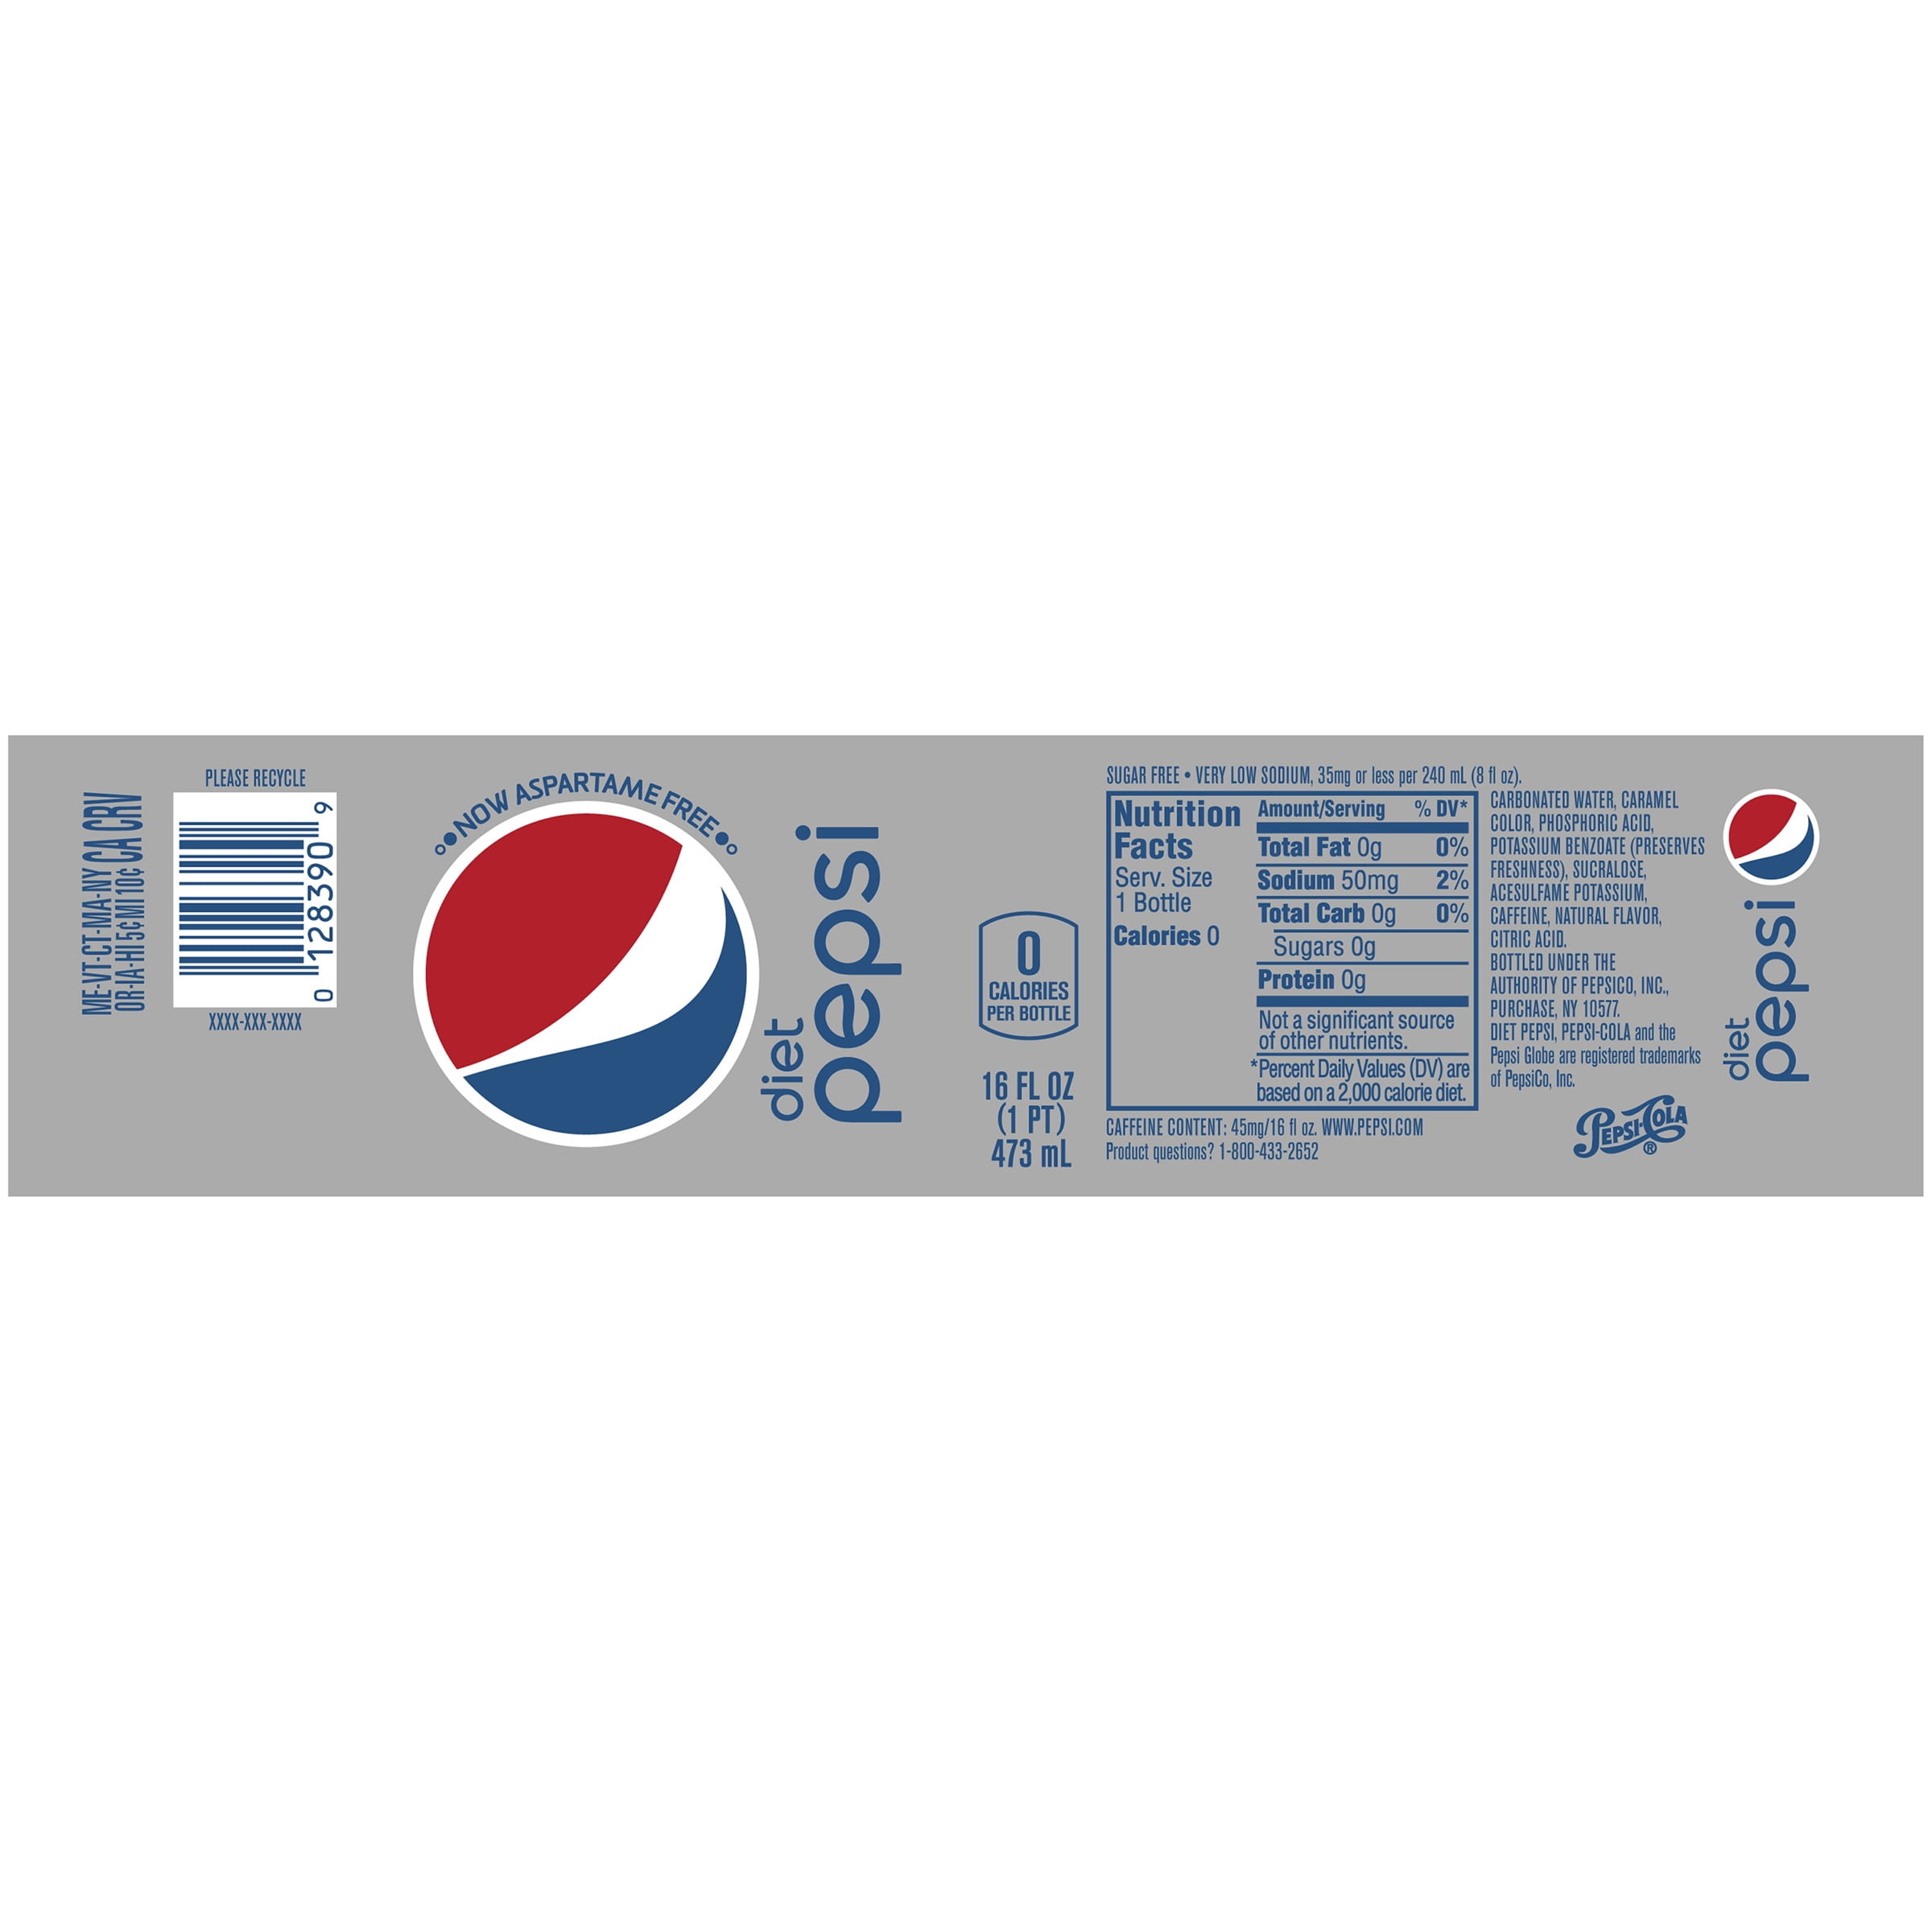 ME-VT-CT-MA-NY CA CRV
OR-IA-HI 5¢ MI 10¢
PLEASE RECYCLE
0 128390 9
XXXX-XXX-XXXX
NOW ASPARTAME FREE
diet
pepsi
0
CALORIES
PER BOTTLE
16 FL OZ
(1 PT)
473 mL
SUGAR FREE • VERY LOW SODIUM, 35mg or less per 240 mL (8 fl oz).
Nutrition
Facts
Serv. Size
1 Bottle
Calories 0
Amount/Serving % DV*
Total Fat 0g 0%
Sodium 50mg 2%
Total Carb 0g 0%
Sugars 0g
Protein 0g
Not a significant source
of other nutrients.
*Percent Daily Values (DV) are
based on a 2,000 calorie diet.
CAFFEINE CONTENT: 45mg/16 fl oz. WWW.PEPSI.COM
Product questions? 1-800-433-2652
CARBONATED WATER, CARAMEL
COLOR, PHOSPHORIC ACID,
POTASSIUM BENZOATE (PRESERVES
FRESHNESS), SUCRALOSE,
ACESULFAME POTASSIUM,
CAFFEINE, NATURAL FLAVOR,
CITRIC ACID.
BOTTLED UNDER THE
AUTHORITY OF PEPSICO, INC.,
PURCHASE, NY 10577.
DIET PEPSI, PEPSI-COLA and the
Pepsi Globe are registered trademarks
of PepsiCo, Inc.
PEPSI-COLA
®
diet
pepsi